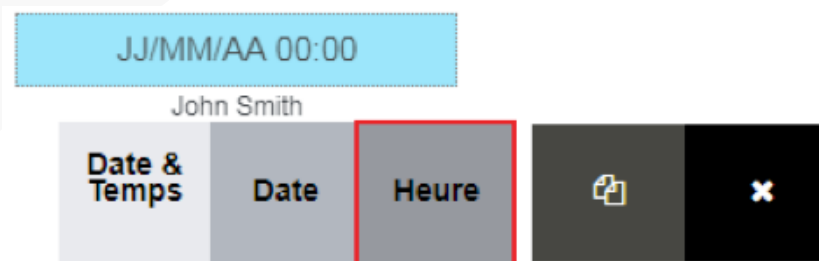 JJ/MM/AA 00:00
John Smith
Date &
Temps
Date
Heure